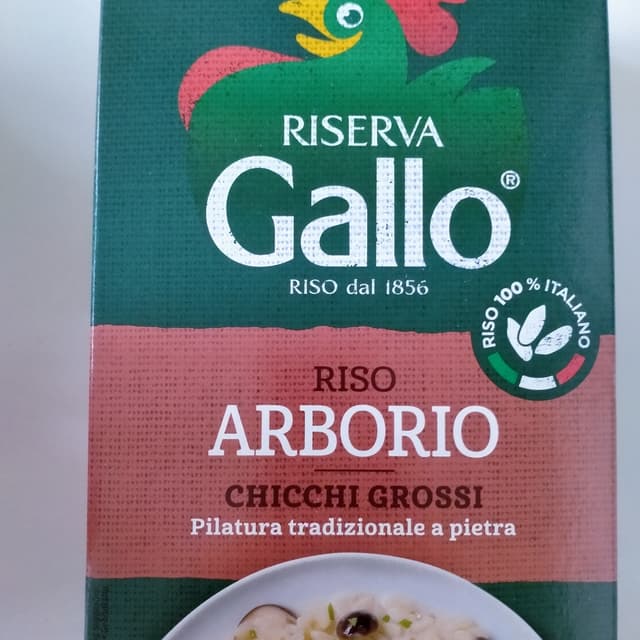 RISERVA
Gallo®
RISO dal 1856
RISO 100% ITALIANO
RISO
ARBORIO
CHICCHI GROSSI
Pilatura tradizionale a pietra